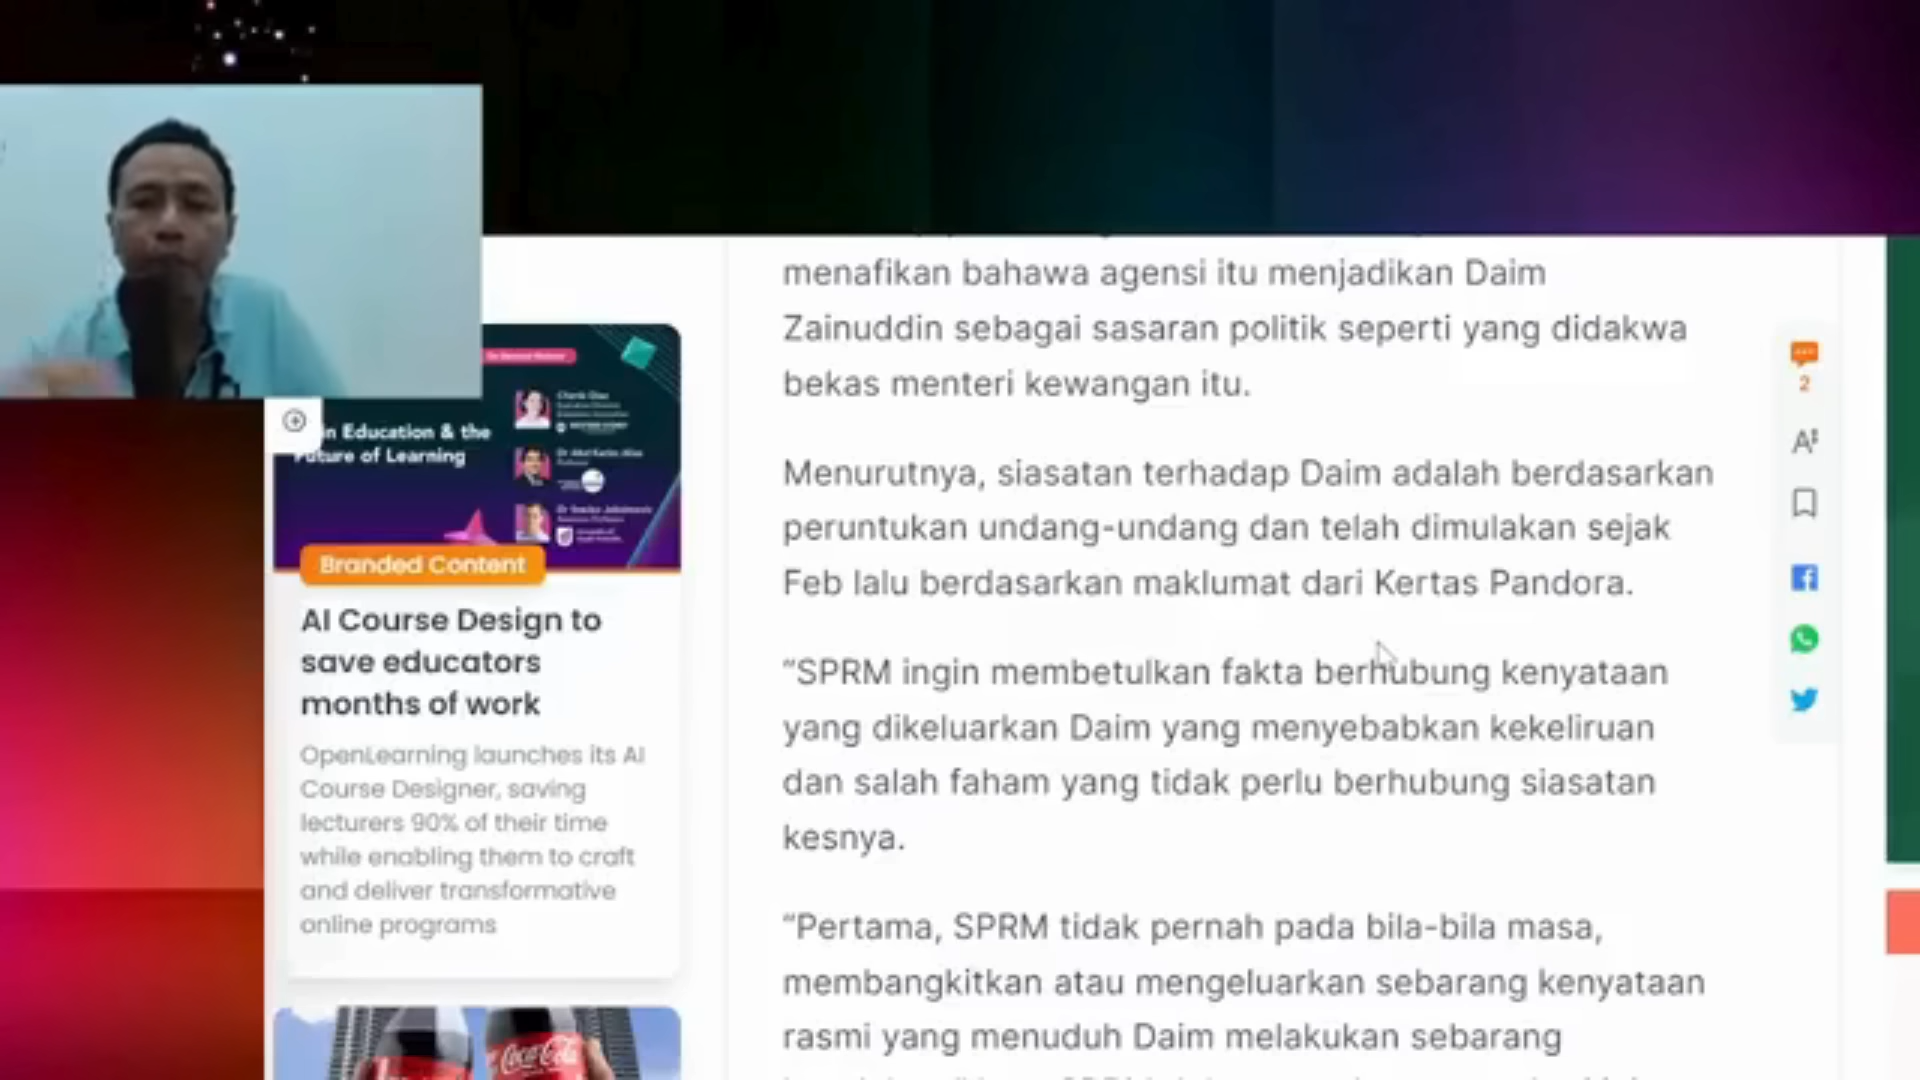 menafikan bahawa agensi itu menjadikan Daim
Zainuddin sebagai sasaran politik seperti yang didakwa
bekas menteri kewangan itu.
Menurutnya, siasatan terhadap Daim adalah berdasarkan
peruntukan undang-undang dan telah dimulakan sejak
Feb lalu berdasarkan maklumat dari Kertas Pandora.
“SPRM ingin membetulkan fakta berhubung kenyataan
yang dikeluarkan Daim yang menyebabkan kekeliruan
dan salah faham yang tidak perlu berhubung siasatan
kesnya.
“Pertama, SPRM tidak pernah pada bila-bila masa,
membangkitkan atau mengeluarkan sebarang kenyataan
rasmi yang menuduh Daim melakukan sebarang
in Education & the
Future of Learning
Branded Content
AI Course Design to
save educators
months of work
OpenLearning launches its AI
Course Designer, saving
lecturers 90% of their time
while enabling them to craft
and deliver transformative
online programs
Coca-Cola
2
A